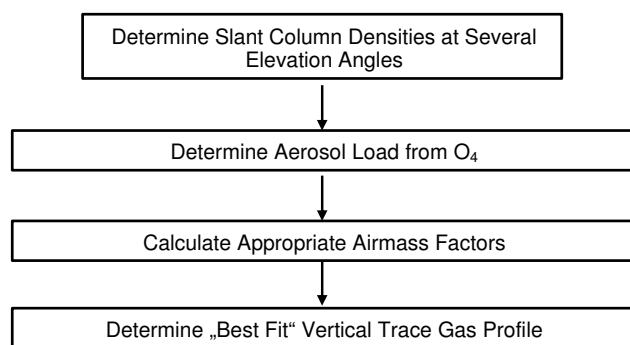 Determine Slant Column Densities at Several
Elevation Angles
Determine Aerosol Load from O₄
Calculate Appropriate Airmass Factors
Determine „Best Fit“ Vertical Trace Gas Profile